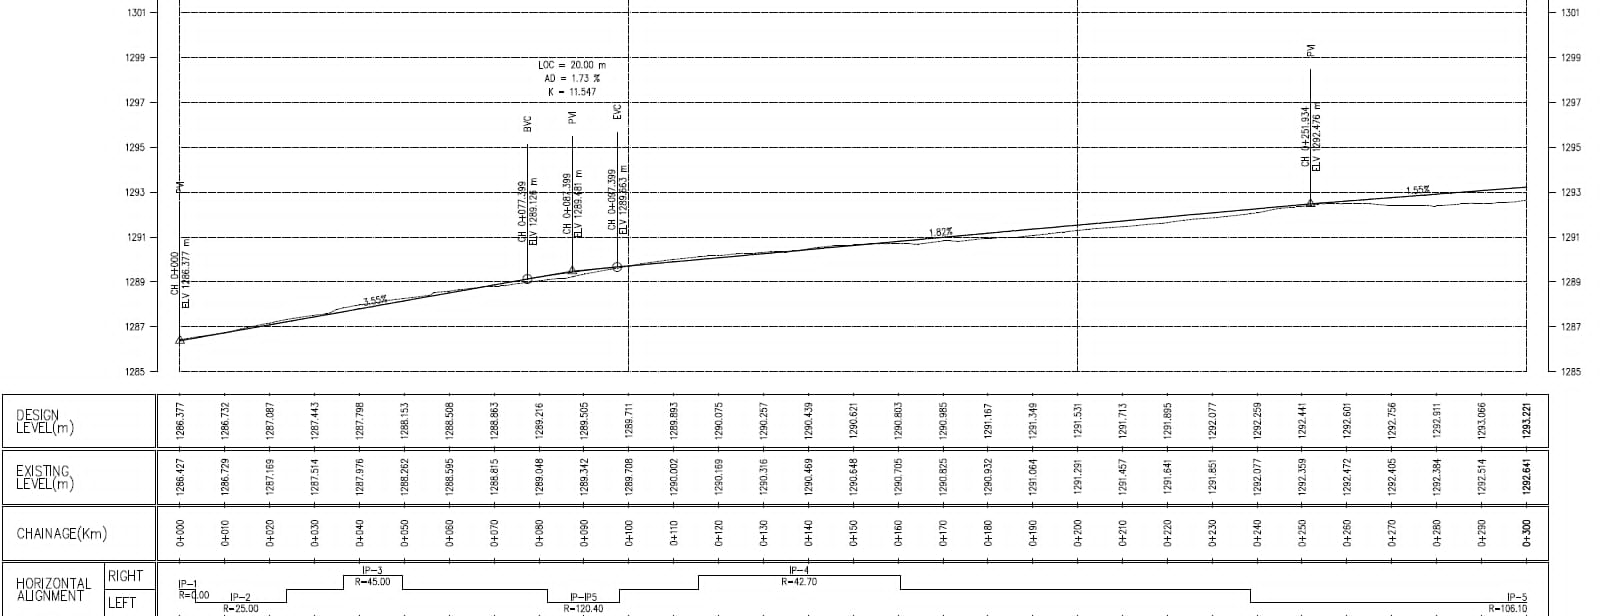 1301 1301
1299 1299
LOC = 20.00 m
AD = 1.73 %
K = 11.547
1297 1297
1295 1295
1293 1293
1291 1291
1289 1289
1287 1287
1285 1285
PVI
CH 0+000
ELV 1286.377 m
3.55%
BVC
CH 0+077.399
ELV 1289.126 m
PVI
CH 0+087.399
ELV 1289.481 m
EVC
CH 0+097.399
ELV 1289.663 m
1.82%
PVI
CH 0+251.934
ELV 1292.476 m
1.55%
DESIGN
LEVEL(m)
1286.377 1286.732 1287.087 1287.443 1287.798 1288.153 1288.508 1288.863 1289.216 1289.505 1289.711 1289.893 1290.075 1290.257 1290.439 1290.621 1290.803 1290.985 1291.167 1291.349 1291.531 1291.713 1291.895 1292.077 1292.259 1292.441 1292.601 1292.756 1292.911 1293.066 1293.221
EXISTING
LEVEL(m)
1286.427 1286.729 1287.169 1287.514 1287.976 1288.262 1288.595 1288.815 1289.048 1289.342 1289.708 1290.002 1290.169 1290.316 1290.469 1290.648 1290.705 1290.825 1290.932 1291.064 1291.291 1291.457 1291.641 1291.851 1292.077 1292.359 1292.472 1292.405 1292.384 1292.514 1292.641
CHAINAGE(Km)
0+000 0+010 0+020 0+030 0+040 0+050 0+060 0+070 0+080 0+090 0+100 0+110 0+120 0+130 0+140 0+150 0+160 0+170 0+180 0+190 0+200 0+210 0+220 0+230 0+240 0+250 0+260 0+270 0+280 0+290 0+300
HORIZONTAL
ALIGNMENT
RIGHT
LEFT
IP-1
R=0.00
IP-2
R=25.00
IP-3
R=45.00
IP-IP5
R=120.40
IP-4
R=42.70
IP-5
R=106.10